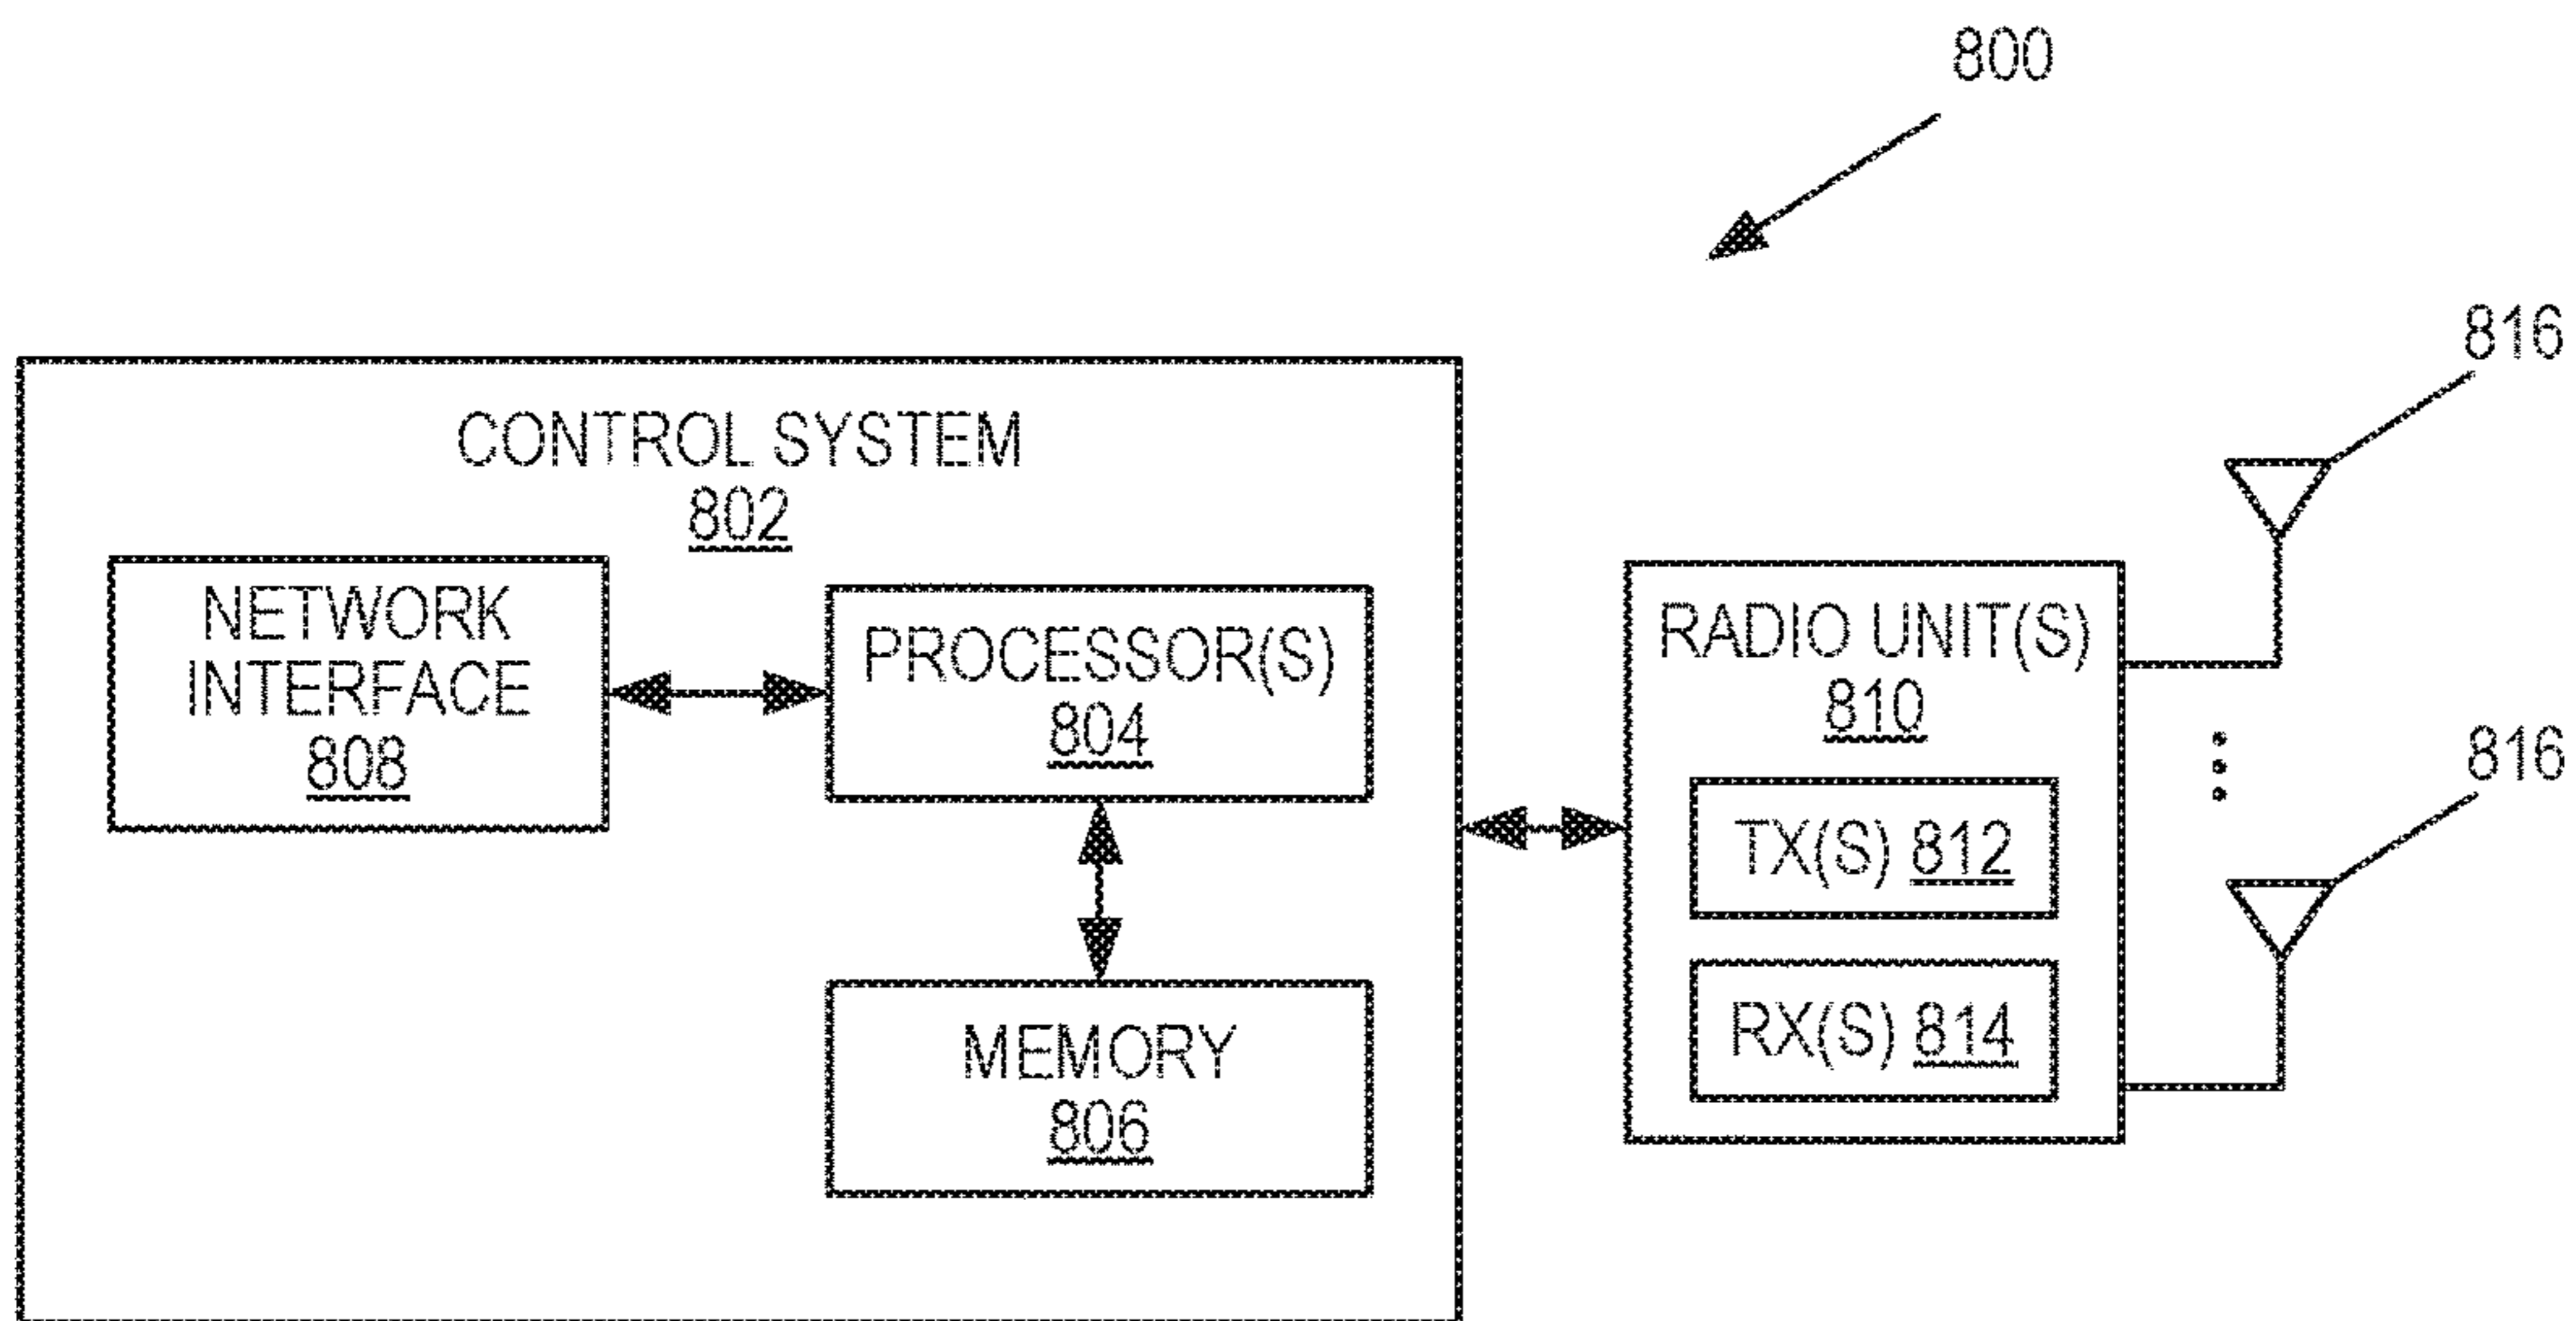 800
816
CONTROL SYSTEM
802
NETWORK
INTERFACE
808
PROCESSOR(S)
804
MEMORY
806
RADIO UNIT(S)
810
TX(S) 812
RX(S) 814
816